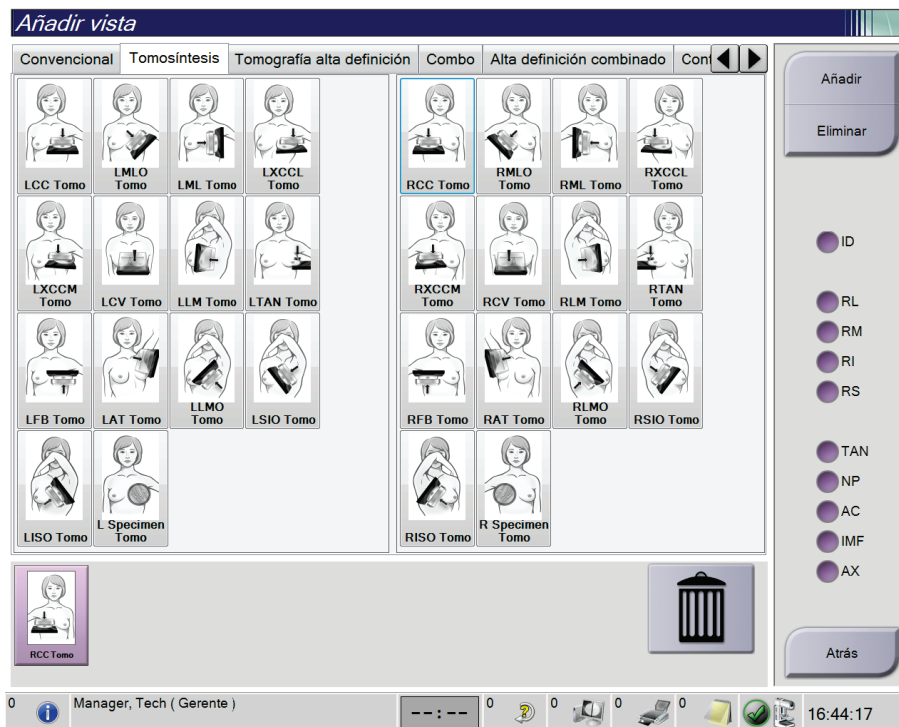 Añadir vista
Convencional Tomosíntesis Tomografía alta definición Combo Alta definición combinado
LCC Tomo
LMLO
Tomo
LML Tomo
LXCCL
Tomo
RCC Tomo
RMLO
Tomo
RML Tomo
RXCCL
Tomo
LXCCM
Tomo
LCV Tomo
LLM Tomo
LTAN Tomo
RXCCM
Tomo
RCV Tomo
RLM Tomo
RTAN
Tomo
LFB Tomo
LAT Tomo
LLMO
Tomo
LSIO Tomo
RFB Tomo
RAT Tomo
RLMO
Tomo
RSIO Tomo
LISO Tomo
L Specimen
Tomo
RISO Tomo
R Specimen
Tomo
RCC Tomo
Añadir
Eliminar
ID
RL
RM
RI
RS
TAN
NP
AC
IMF
AX
Atrás
0 Manager, Tech ( Gerente ) --:-- 0 0 0 0 16:44:17